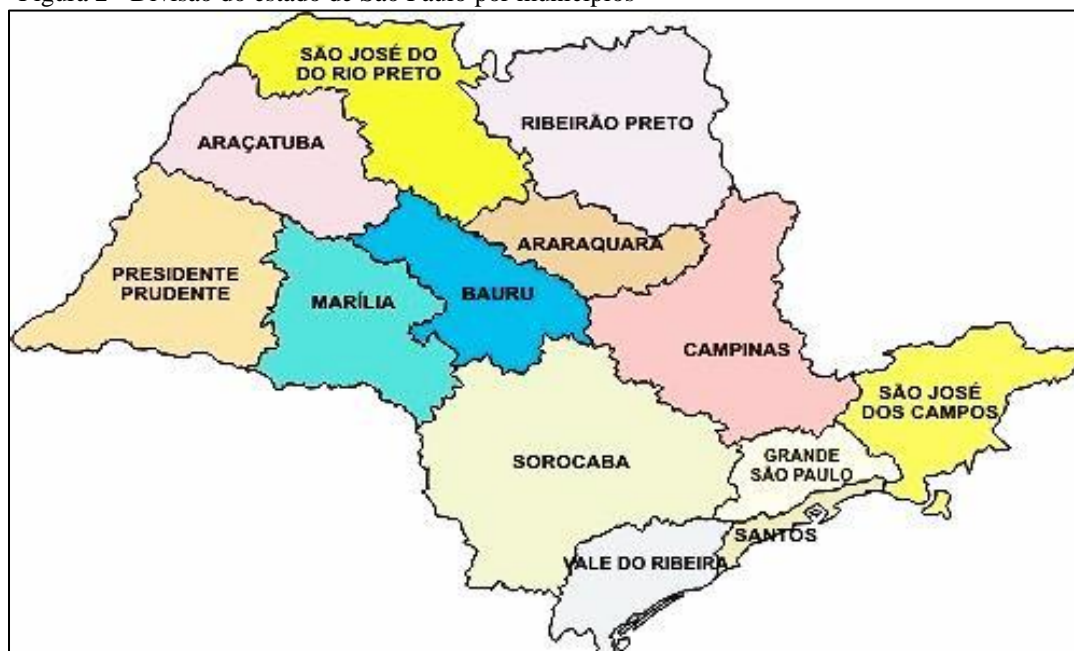 Figura 2 - Divisão do estado de São Paulo por municípios
SÃO JOSÉ DO
DO RIO PRETO
RIBEIRÃO PRETO
ARAÇATUBA
ARARAQUARA
PRESIDENTE
PRUDENTE
MARÍLIA
BAURU
CAMPINAS
SÃO JOSÉ
DOS CAMPOS
SOROCABA
GRANDE
SÃO PAULO
SANTOS
VALE DO RIBEIRA